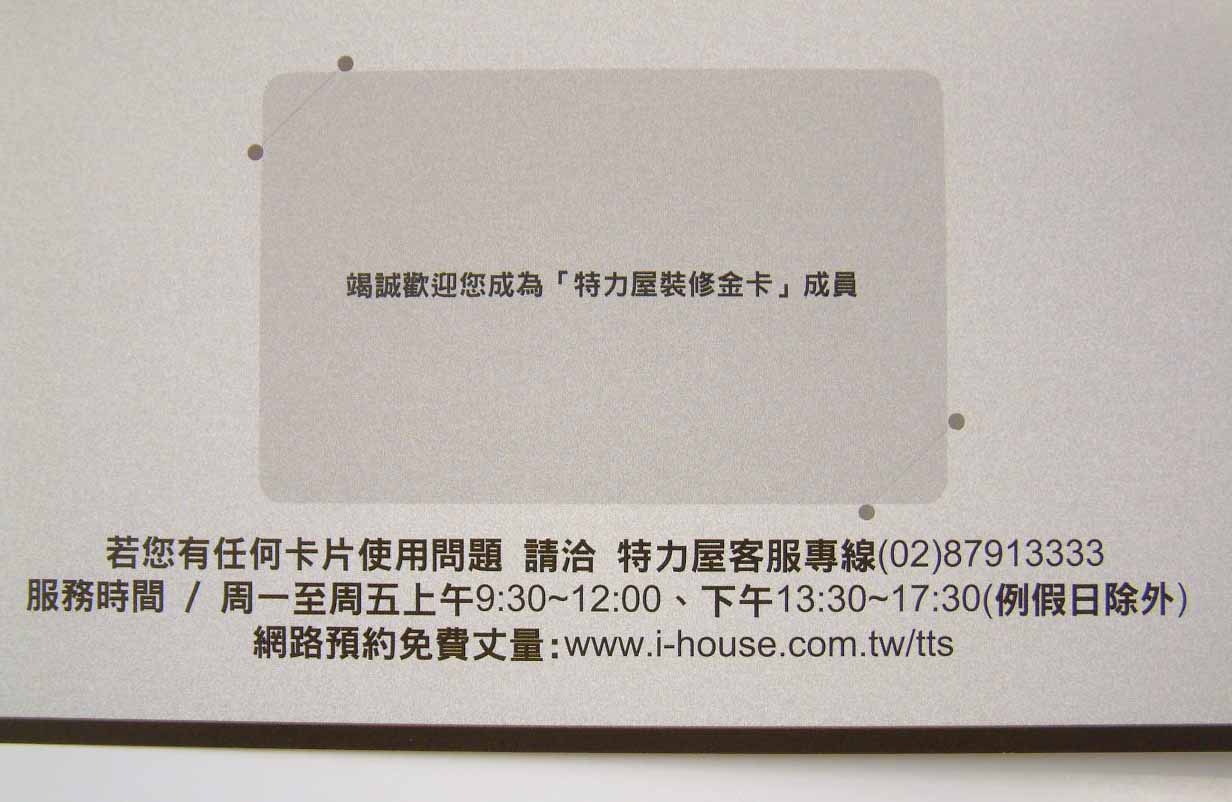 竭誠歡迎您成為「特力屋裝修金卡」成員
若您有任何卡片使用問題 請洽 特力屋客服專線(02)87913333
服務時間 / 周一至周五上午9:30~12:00、下午13:30~17:30(例假日除外)
網路預約免費丈量:www.i-house.com.tw/tts